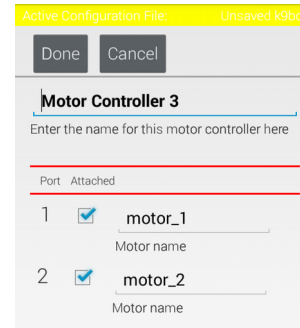 Active Configuration File: Unsaved k9bo
Done Cancel
Motor Controller 3
Enter the name for this motor controller here
Port Attached
1 motor_1
Motor name
2 motor_2
Motor name